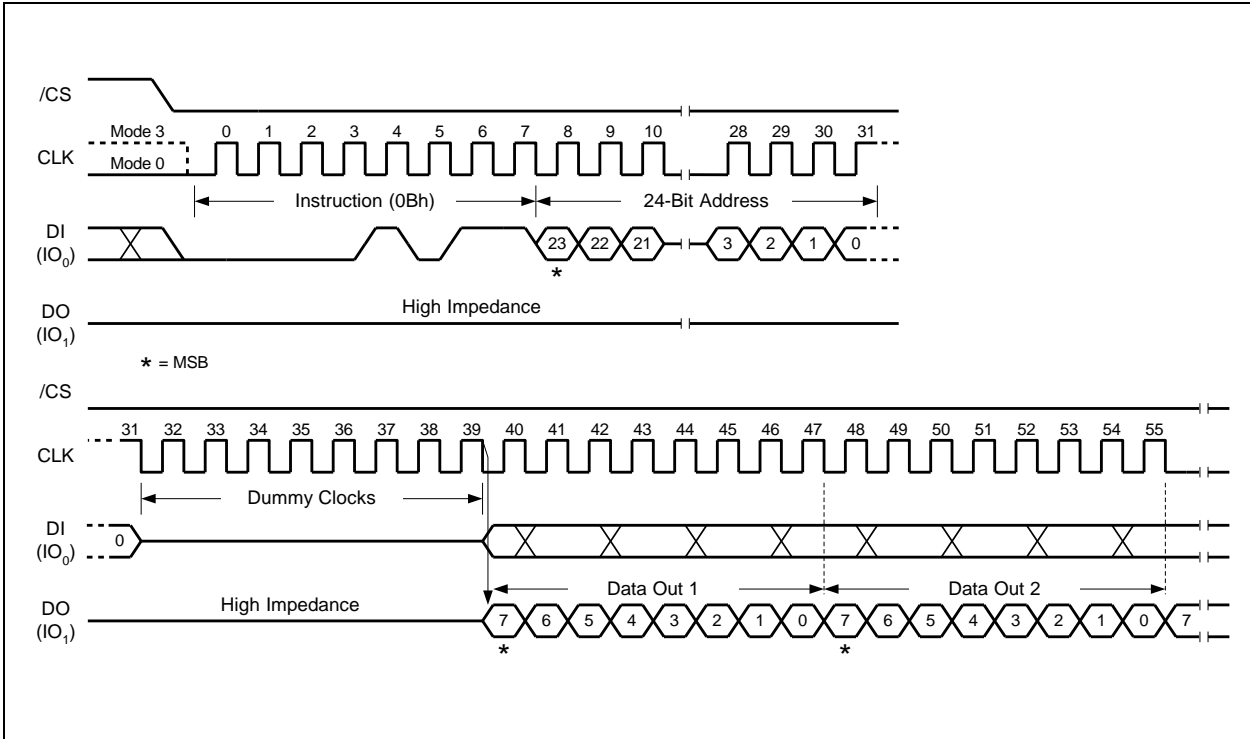 /CS
Mode 3 0 1 2 3 4 5 6 7 8 9 10 28 29 30 31
CLK
Mode 0
Instruction (0Bh) 24-Bit Address
DI
(IO0)
23 22 21 3 2 1 0
*
DO
(IO1)
High Impedance
* = MSB
/CS
31 32 33 34 35 36 37 38 39 40 41 42 43 44 45 46 47 48 49 50 51 52 53 54 55
CLK
Dummy Clocks
DI
(IO0)
0
Data Out 1 Data Out 2
DO
(IO1)
High Impedance
7 6 5 4 3 2 1 0 7 6 5 4 3 2 1 0 7
* *